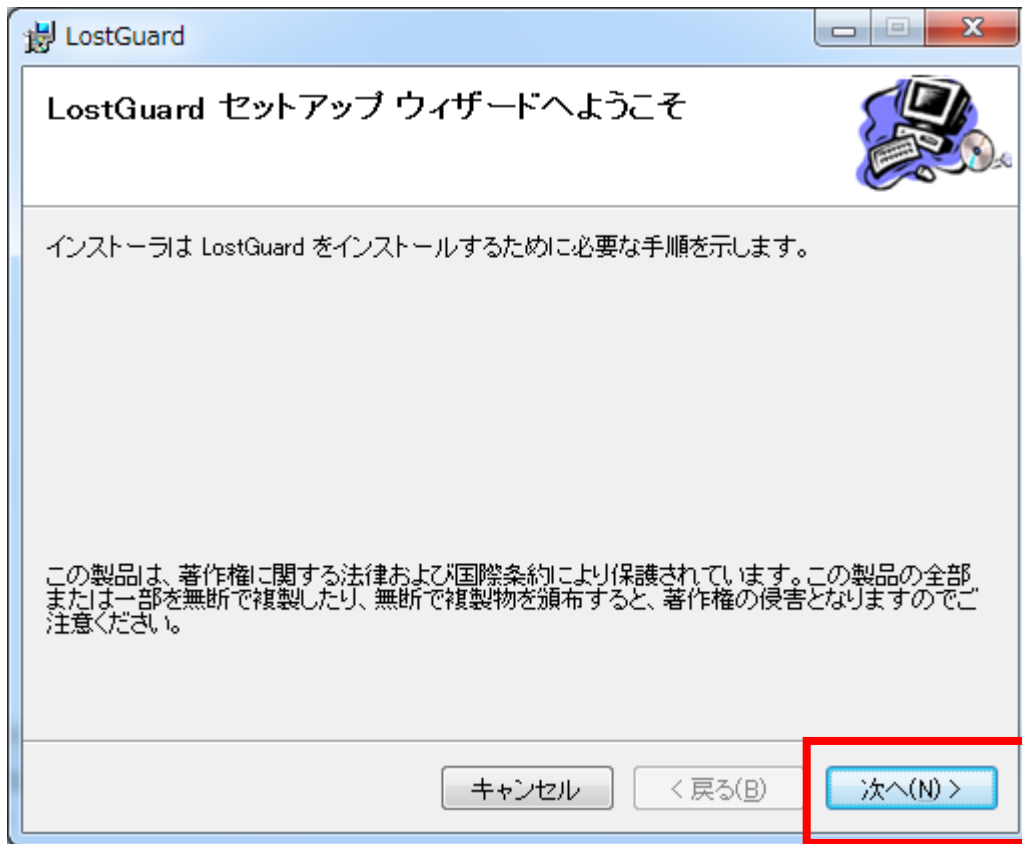 LostGuard
LostGuard セットアップ ウィザードへようこそ
インストーラは LostGuard をインストールするために必要な手順を示します。
この製品は、著作権に関する法律および国際条約により保護されています。この製品の全部
または一部を無断で複製したり、無断で複製物を頒布すると、著作権の侵害となりますのでご
注意ください。
キャンセル
< 戻る(B)
次へ(N) >